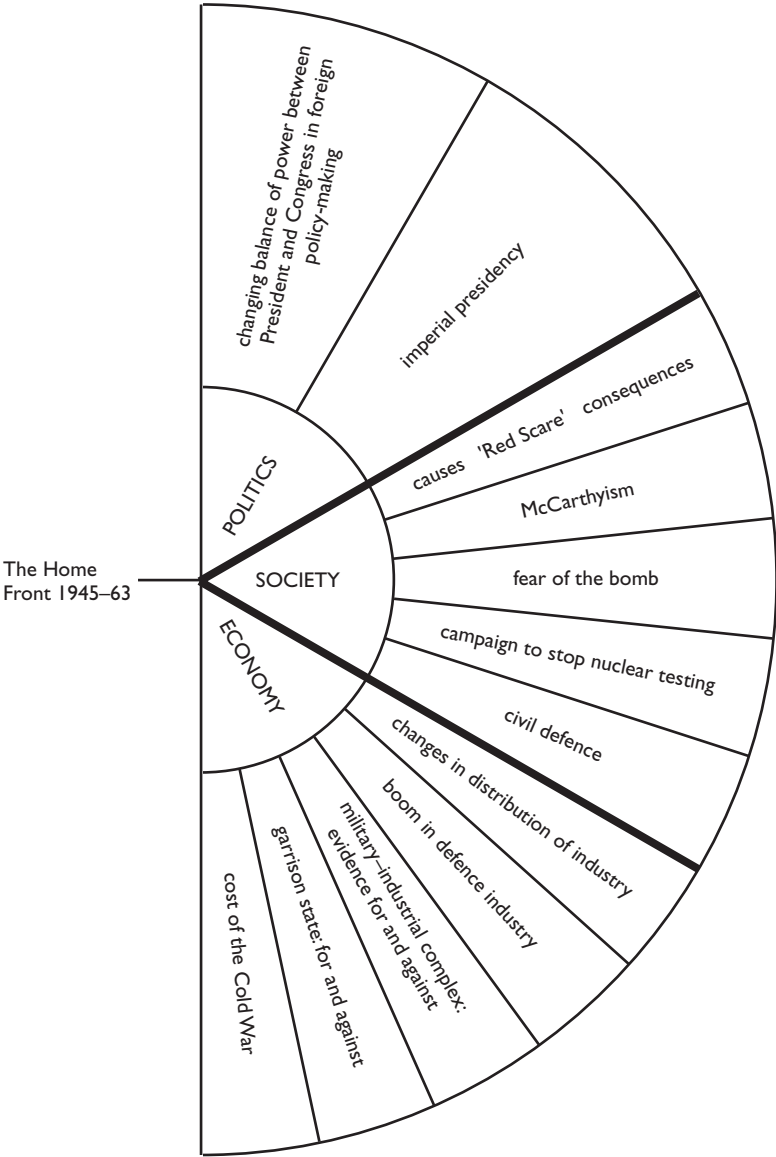 changing balance of power between
President and Congress in foreign
policy-making
imperial presidency
POLITICS
causes 'Red Scare' consequences
McCarthyism
The Home
Front 1945–63
SOCIETY
fear of the bomb
campaign to stop nuclear testing
civil defence
ECONOMY
changes in distribution of industry
boom in defence industry
military–industrial complex:
evidence for and against
garrison state: for and against
cost of the Cold War